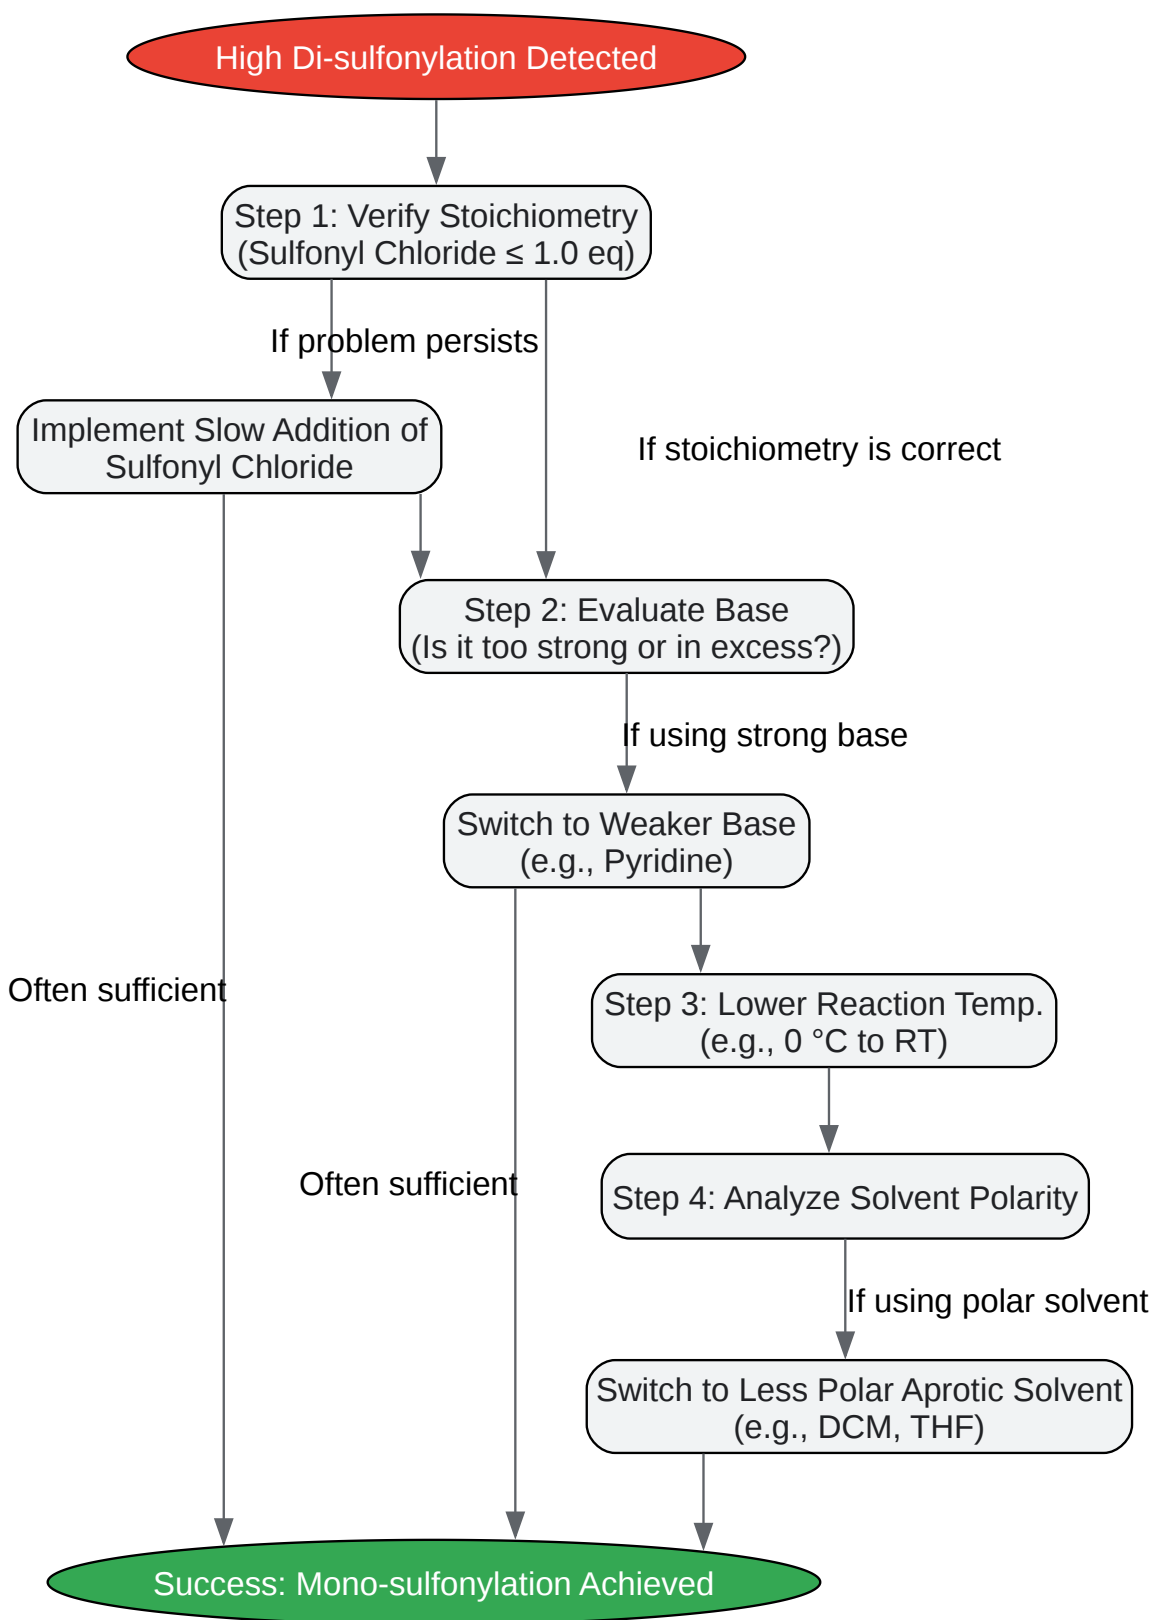 High Di-sulfonylation Detected
Step 1: Verify Stoichiometry
(Sulfonyl Chloride ≤ 1.0 eq)
If problem persists
Implement Slow Addition of
Sulfonyl Chloride
If stoichiometry is correct
Step 2: Evaluate Base
(Is it too strong or in excess?)
If using strong base
Switch to Weaker Base
(e.g., Pyridine)
Often sufficient
Step 3: Lower Reaction Temp.
(e.g., 0 °C to RT)
Often sufficient
Step 4: Analyze Solvent Polarity
If using polar solvent
Switch to Less Polar Aprotic Solvent
(e.g., DCM, THF)
Success: Mono-sulfonylation Achieved